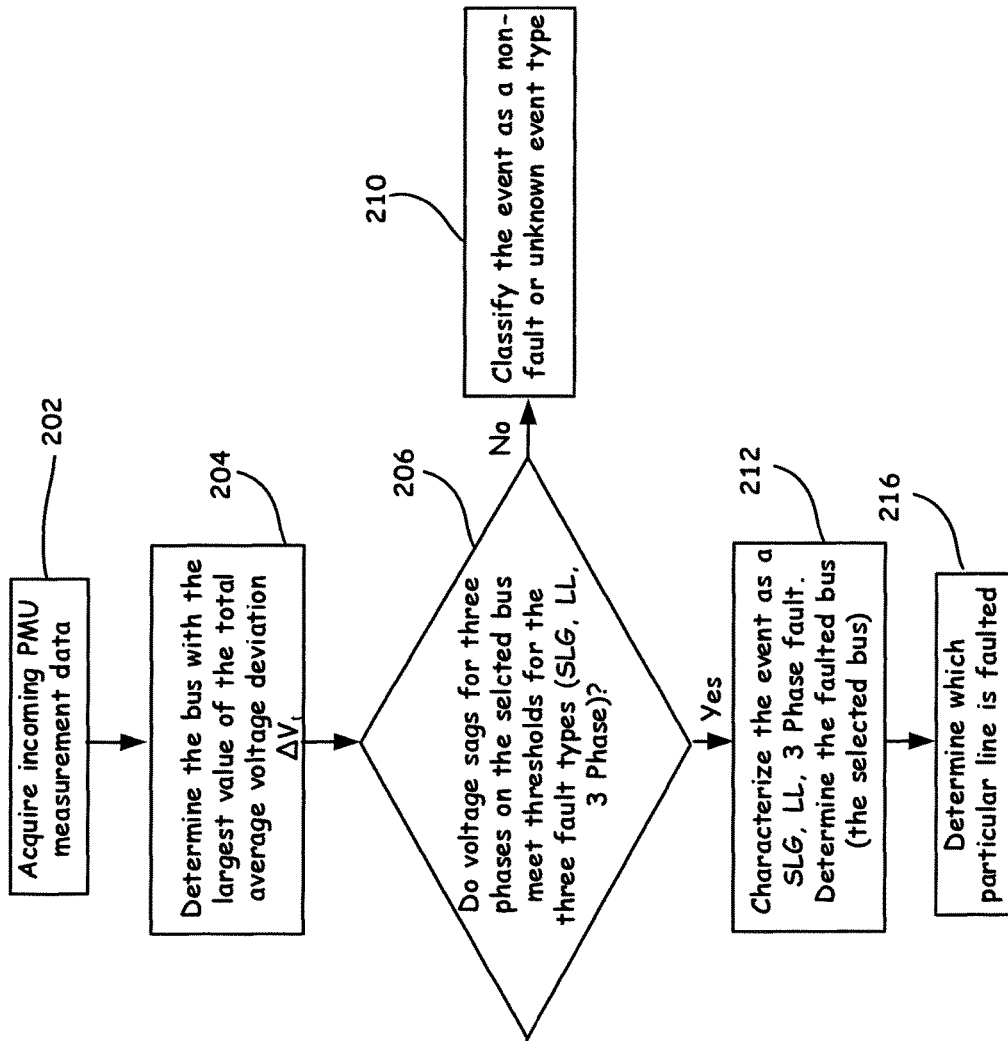 Acquire incoming PMU
measurement data
202
Determine the bus with the
largest value of the total
average voltage deviation
ΔVₜ
204
Do voltage sags for three
phases on the selcted bus
meet thresholds for the
three fault types (SLG, LL,
3 Phase)?
206
No
Classify the event as a non-
fault or unknown event type
210
Yes
Characterize the event as a
SLG, LL, 3 Phase fault.
Determine the faulted bus
(the selected bus)
212
Determine which
particular line is faulted
216